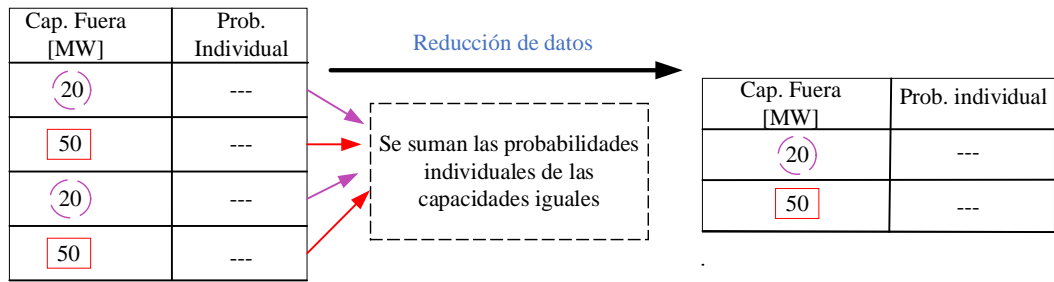 Cap. Fuera
[MW]
Prob.
Individual
20
---
50
---
20
---
50
---
Reducción de datos
Se suman las probabilidades
individuales de las
capacidades iguales
Cap. Fuera
[MW]
Prob. individual
20
---
50
---
.